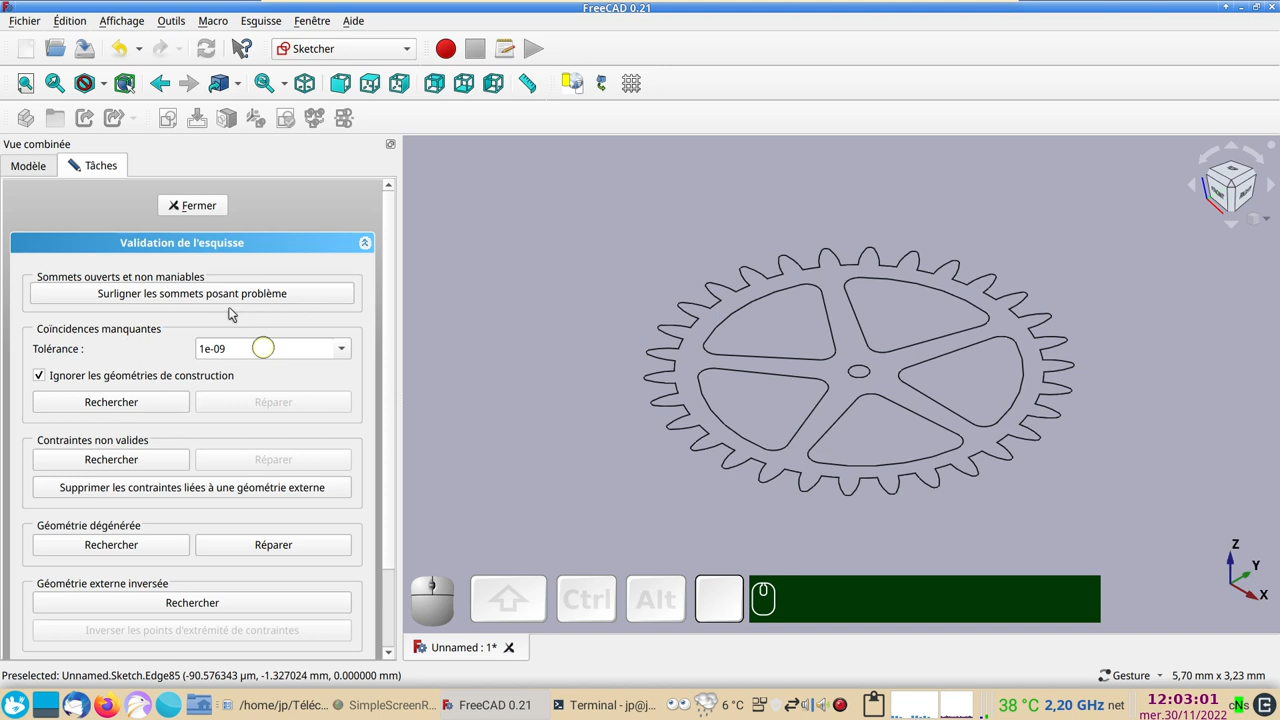 FreeCAD 0.21
Fichier Édition Affichage Outils Macro Esquisse Fenêtre Aide
Sketcher
Vue combinée
Modèle Tâches
Fermer
Validation de l'esquisse
Sommets ouverts et non maniables
Surligner les sommets posant problème
Coïncidences manquantes
Tolérance : 1e-09
Ignorer les géométries de construction
Rechercher Réparer
Contraintes non valides
Rechercher Réparer
Supprimer les contraintes liées à une géométrie externe
Géométrie dégénérée
Rechercher Réparer
Géométrie externe inversée
Rechercher
Inverser les points d'extrémité de contraintes
Z
Y
X
Ctrl Alt
Unnamed : 1*
Preselected: Unnamed.Sketch.Edge85 (-90.576343 µm, -1.327024 mm, 0.000000 mm)
Gesture 5,70 mm x 3,23 mm
/home/jp/Téléc... SimpleScreenR... FreeCAD 0.21 Terminal - jp@j... 6 °C 38 °C 2,20 GHz net 12:03:01
mer.30/11/2022